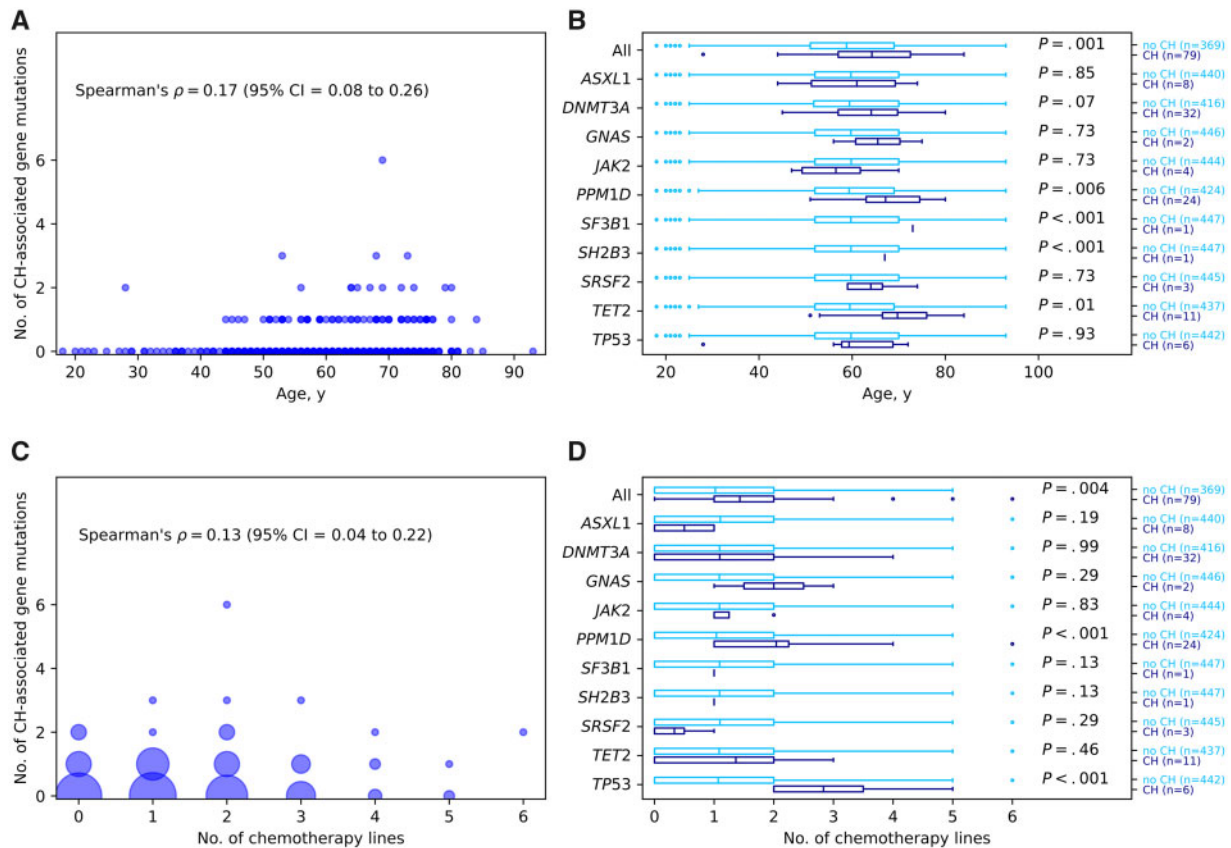 A
No. of CH-associated gene mutations
Spearman's ρ = 0.17 (95% CI = 0.08 to 0.26)
6
4
2
0
20 30 40 50 60 70 80 90
Age, y
B
All P = .001 no CH (n=369)
CH (n=79)
ASXL1 P = .85 no CH (n=440)
CH (n=8)
DNMT3A P = .07 no CH (n=416)
CH (n=32)
GNAS P = .73 no CH (n=446)
CH (n=2)
JAK2 P = .73 no CH (n=444)
CH (n=4)
PPM1D P = .006 no CH (n=424)
CH (n=24)
SF3B1 P < .001 no CH (n=447)
CH (n=1)
SH2B3 P < .001 no CH (n=447)
CH (n=1)
SRSF2 P = .73 no CH (n=445)
CH (n=3)
TET2 P = .01 no CH (n=437)
CH (n=11)
TP53 P = .93 no CH (n=442)
CH (n=6)
20 40 60 80 100
Age, y
C
No. of CH-associated gene mutations
Spearman's ρ = 0.13 (95% CI = 0.04 to 0.22)
6
4
2
0
0 1 2 3 4 5 6
No. of chemotherapy lines
D
All P = .004 no CH (n=369)
CH (n=79)
ASXL1 P = .19 no CH (n=440)
CH (n=8)
DNMT3A P = .99 no CH (n=416)
CH (n=32)
GNAS P = .29 no CH (n=446)
CH (n=2)
JAK2 P = .83 no CH (n=444)
CH (n=4)
PPM1D P < .001 no CH (n=424)
CH (n=24)
SF3B1 P = .13 no CH (n=447)
CH (n=1)
SH2B3 P = .13 no CH (n=447)
CH (n=1)
SRSF2 P = .29 no CH (n=445)
CH (n=3)
TET2 P = .46 no CH (n=437)
CH (n=11)
TP53 P < .001 no CH (n=442)
CH (n=6)
0 1 2 3 4 5 6
No. of chemotherapy lines